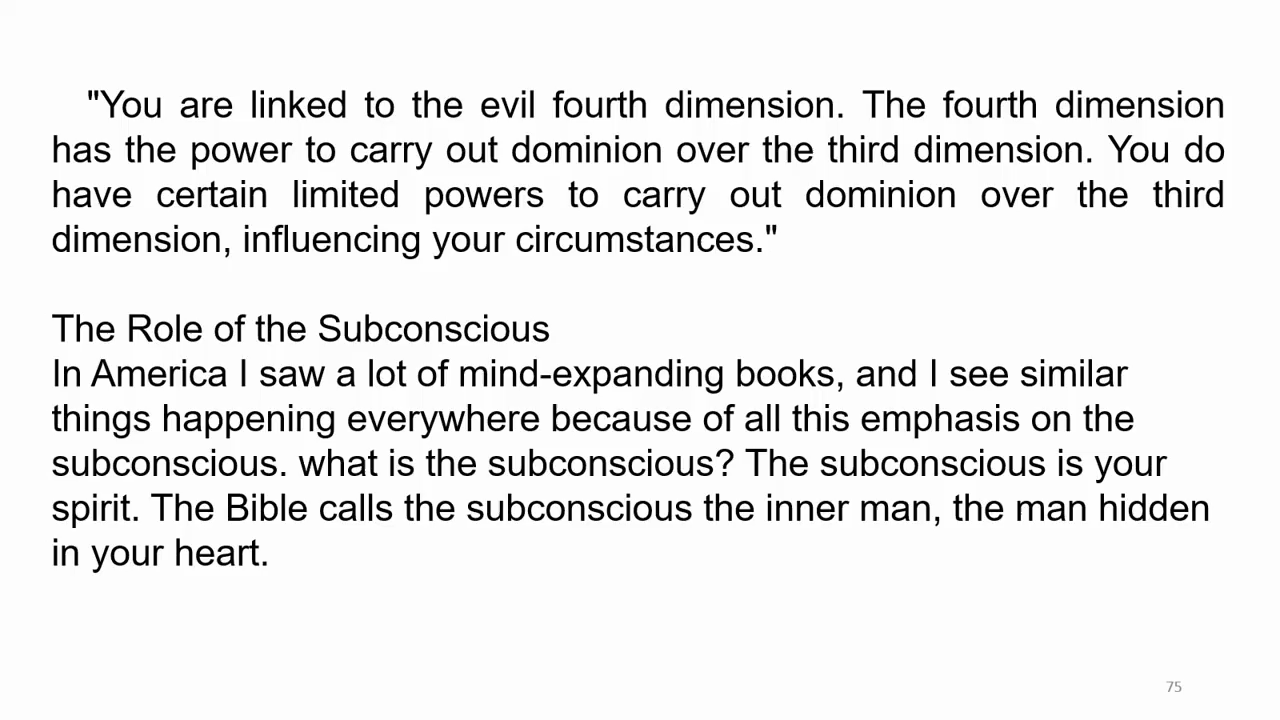 "You are linked to the evil fourth dimension. The fourth dimension
has the power to carry out dominion over the third dimension. You do
have certain limited powers to carry out dominion over the third
dimension, influencing your circumstances."
The Role of the Subconscious
In America I saw a lot of mind-expanding books, and I see similar
things happening everywhere because of all this emphasis on the
subconscious. what is the subconscious? The subconscious is your
spirit. The Bible calls the subconscious the inner man, the man hidden
in your heart.
75